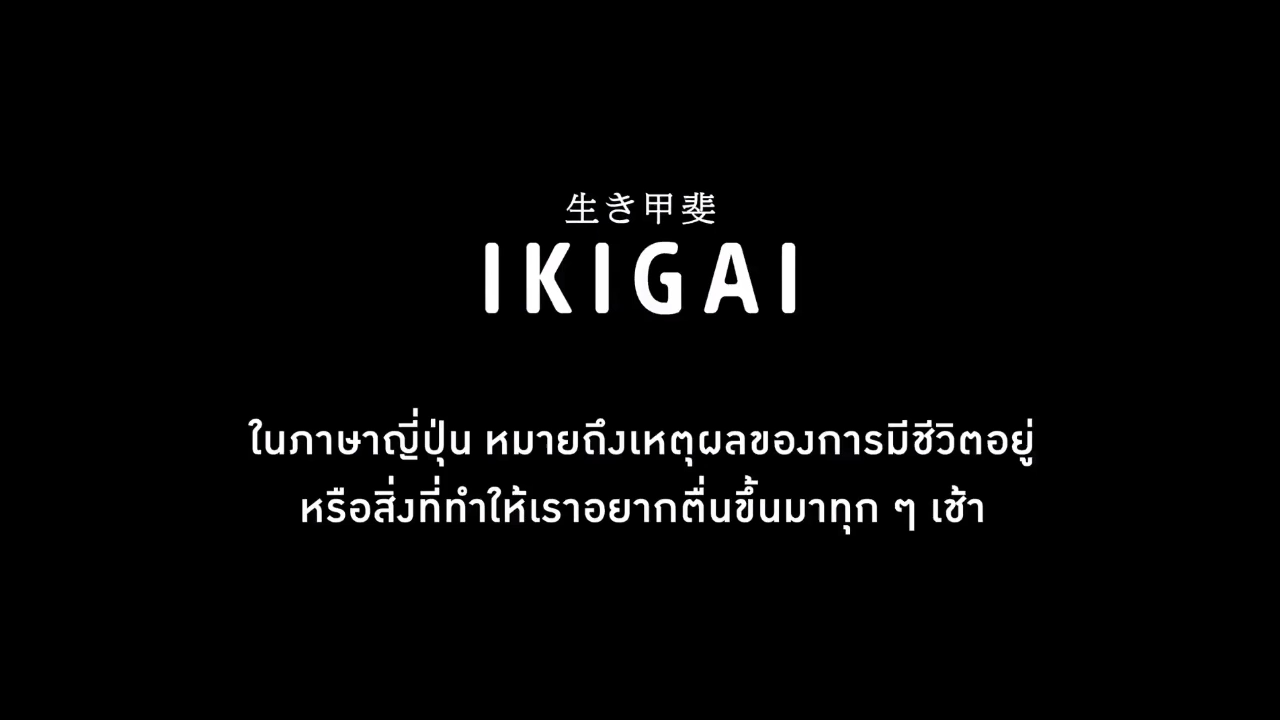 生き甲斐
IKIGAI
ในภาษาญี่ปุ่น หมายถึงเหตุผลของการมีชีวิตอยู่
หรือสิ่งที่ทำให้เราอยากตื่นขึ้นมาทุก ๆ เช้า